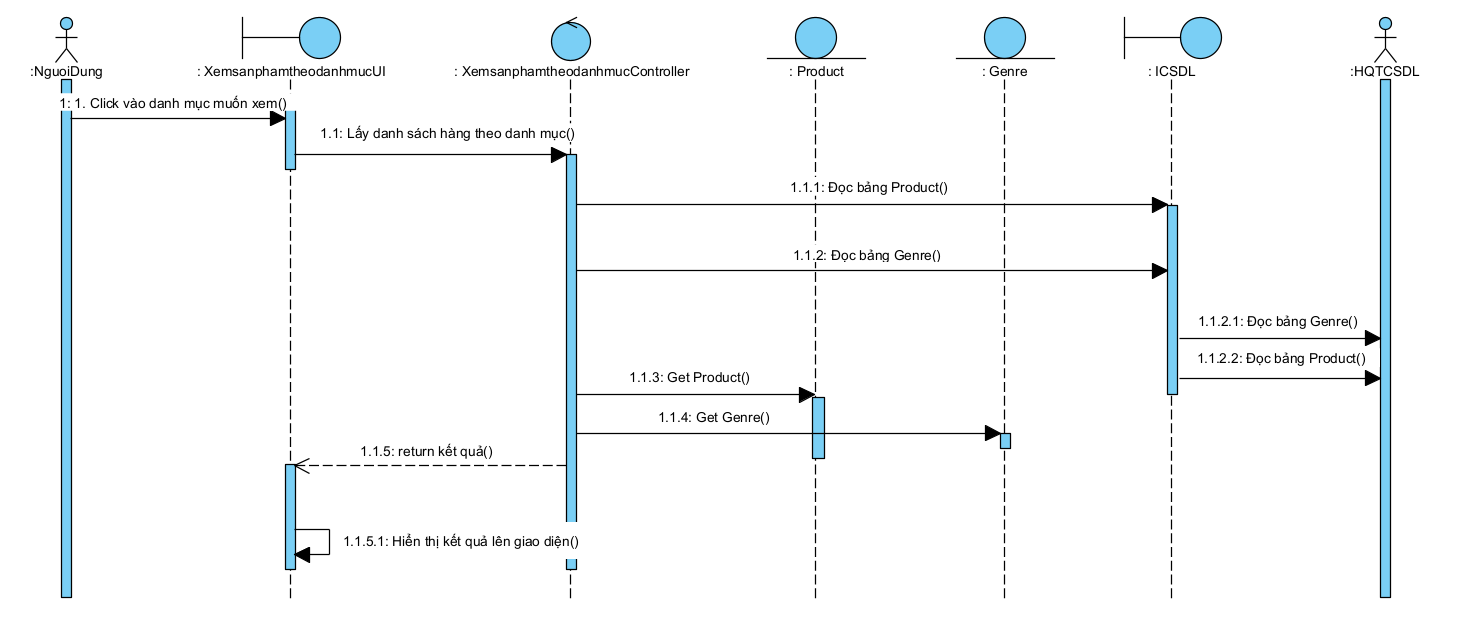 :NguoiDung
: XemsanphamtheodanhmucUI
: XemsanphamtheodanhmucController
: Product
: Genre
: ICSDL
:HQTCSDL
1: 1. Click vào danh mục muốn xem()
1.1: Lấy danh sách hàng theo danh mục()
1.1.1: Đọc bảng Product()
1.1.2: Đọc bảng Genre()
1.1.2.1: Đọc bảng Genre()
1.1.2.2: Đọc bảng Product()
1.1.3: Get Product()
1.1.4: Get Genre()
1.1.5: return kết quả()
1.1.5.1: Hiển thị kết quả lên giao diện()